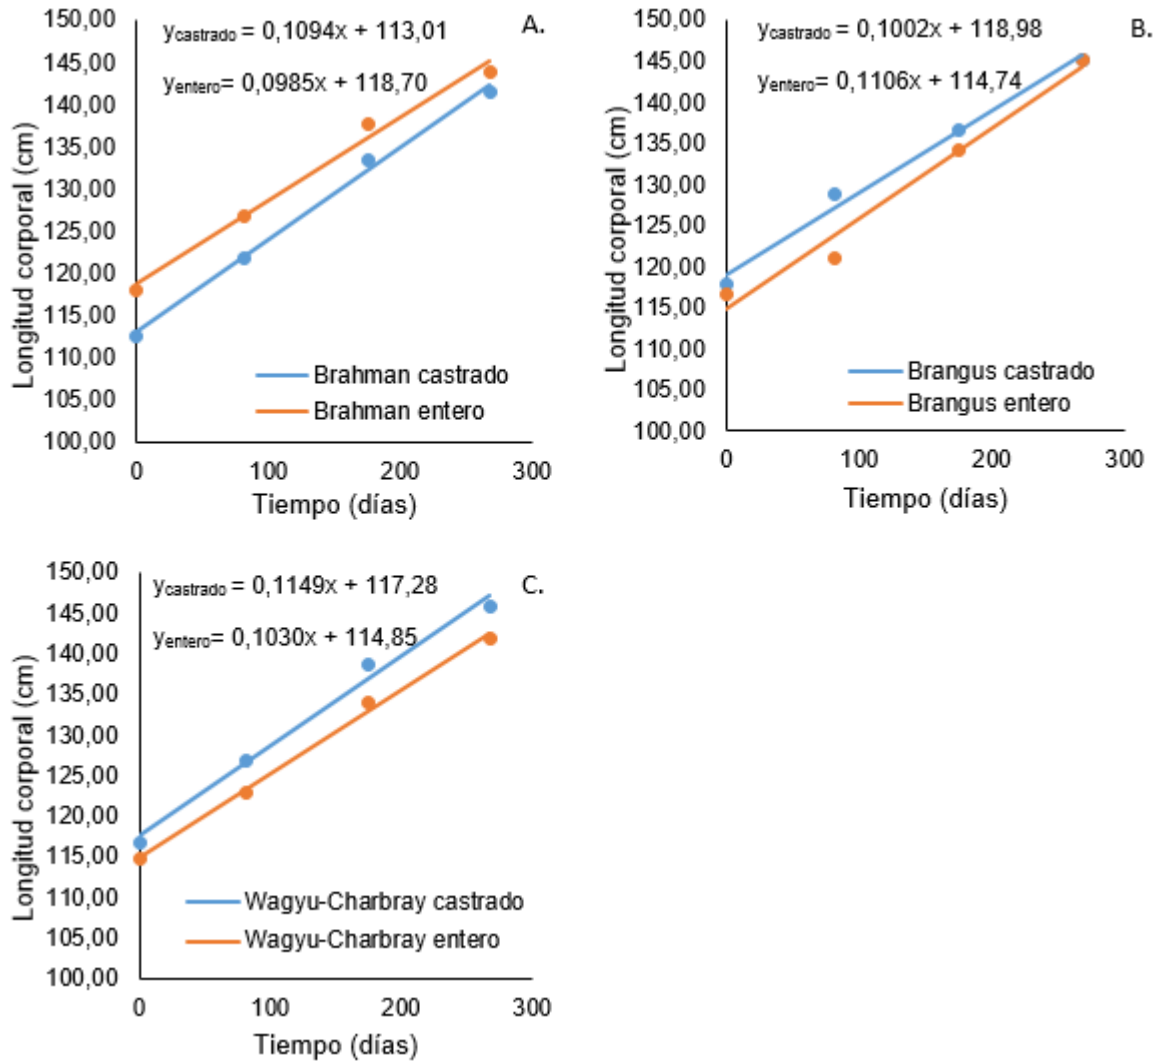 A.
y castrado = 0,1094x + 113,01
y entero= 0,0985x + 118,70
Longitud corporal (cm)
150,00
145,00
140,00
135,00
130,00
125,00
120,00
115,00
110,00
105,00
100,00
Brahman castrado
Brahman entero
0 100 200 300
Tiempo (días)
B.
y castrado = 0,1002x + 118,98
y entero= 0,1106x + 114,74
Longitud corporal (cm)
150,00
145,00
140,00
135,00
130,00
125,00
120,00
115,00
110,00
105,00
100,00
Brangus castrado
Brangus entero
0 100 200 300
Tiempo (días)
C.
y castrado = 0,1149x + 117,28
y entero= 0,1030x + 114,85
Longitud corporal (cm)
150,00
145,00
140,00
135,00
130,00
125,00
120,00
115,00
110,00
105,00
100,00
Wagyu-Charbray castrado
Wagyu-Charbray entero
0 100 200 300
Tiempo (días)